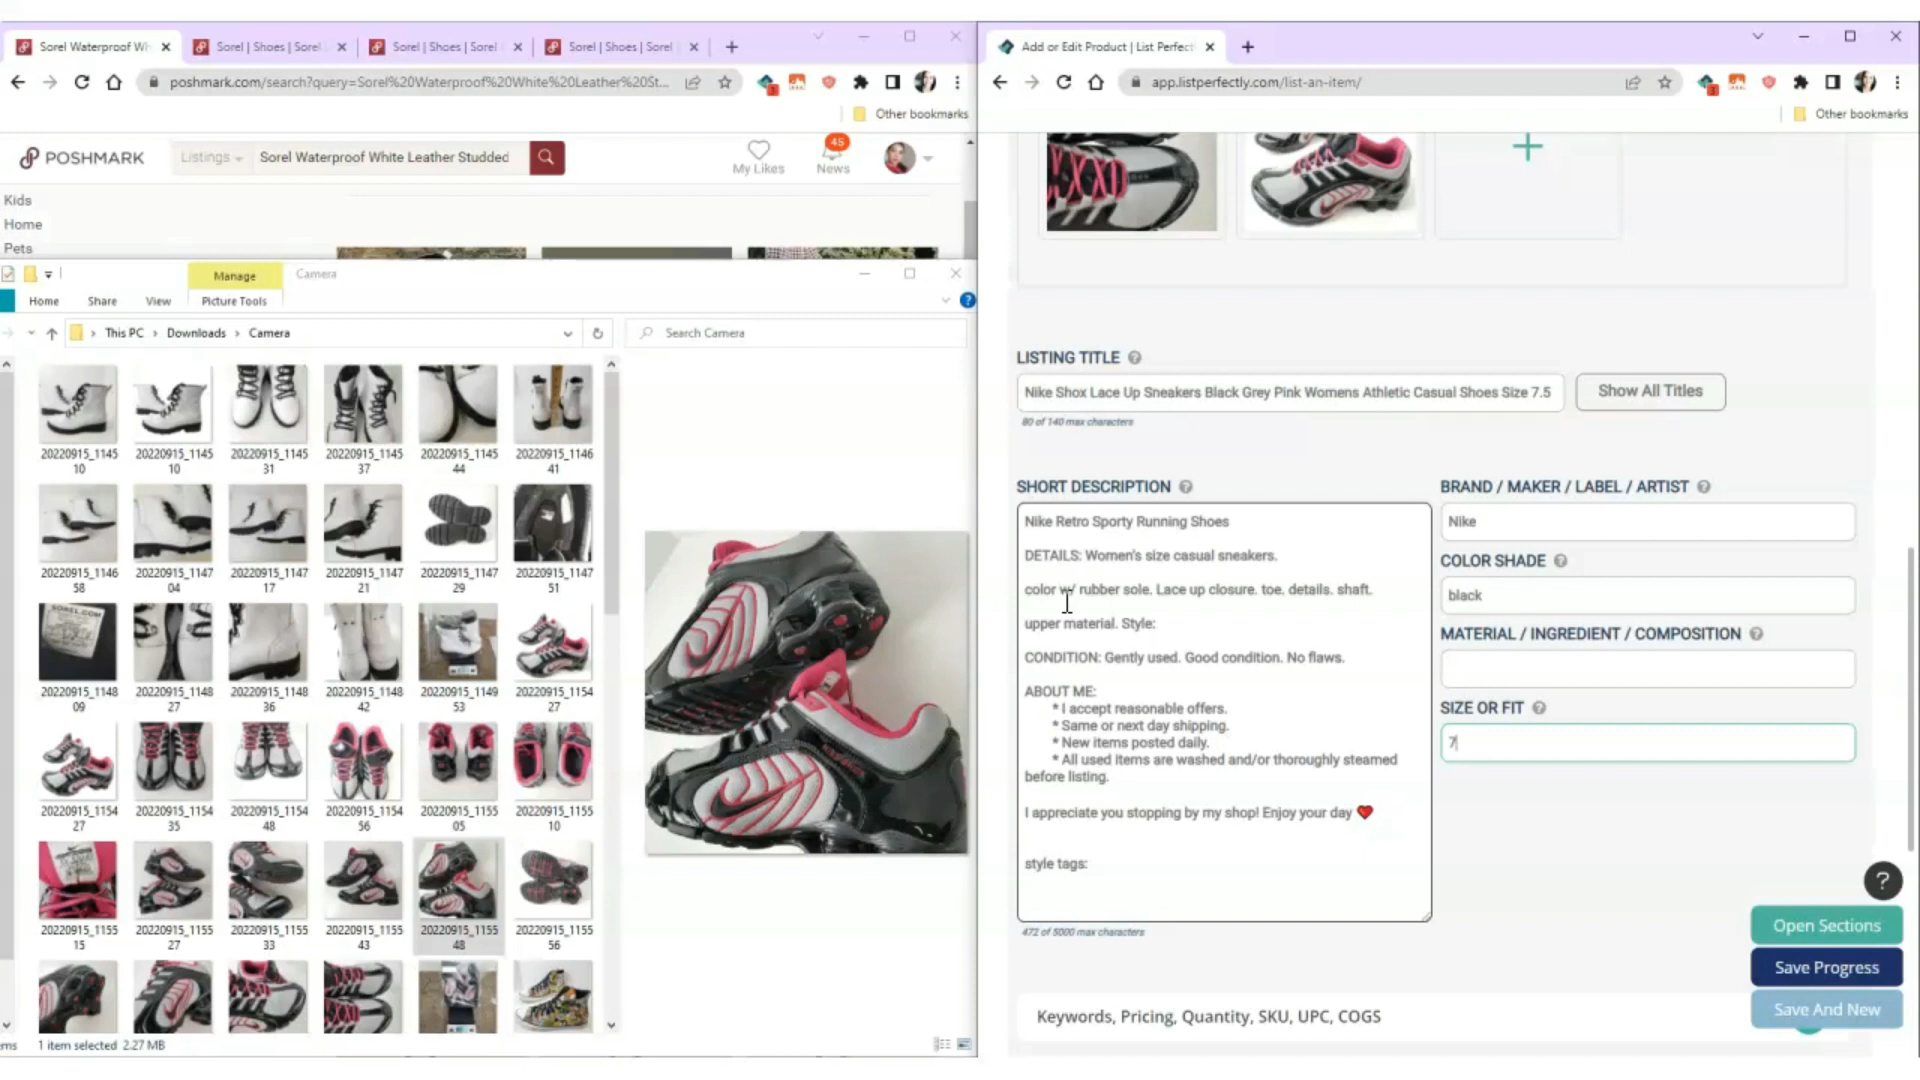 Sorel Waterproof Wh
Sorel | Shoes | Sorel
Sorel | Shoes | Sorel
Sorel | Shoes | Sorel
poshmark.com/search?query=Sorel%20Waterproof%20White%20Leather%20St...
Other bookmarks
POSHMARK
Listings
Sorel Waterproof White Leather Studded
My Likes
45
News
Kids
Home
Pets
Manage
Camera
Home
Share
View
Picture Tools
This PC > Downloads > Camera
Search Camera
20220915_1145
10
20220915_1145
10
20220915_1145
31
20220915_1145
37
20220915_1145
44
20220915_1146
41
20220915_1146
58
20220915_1147
04
20220915_1147
17
20220915_1147
21
20220915_1147
29
20220915_1147
51
SOREL.COM
20220915_1148
09
20220915_1148
27
20220915_1148
36
20220915_1148
42
20220915_1149
53
20220915_1154
27
20220915_1154
27
20220915_1154
35
20220915_1154
48
20220915_1154
56
20220915_1155
05
20220915_1155
10
20220915_1155
15
20220915_1155
27
20220915_1155
33
20220915_1155
43
20220915_1155
48
20220915_1155
56
ms
1 item selected 2.27 MB
Add or Edit Product | List Perfect
app.listperfectly.com/list-an-item/
Other bookmarks
LISTING TITLE
Nike Shox Lace Up Sneakers Black Grey Pink Womens Athletic Casual Shoes Size 7.5
Show All Titles
80 of 140 max characters
SHORT DESCRIPTION
Nike Retro Sporty Running Shoes
DETAILS: Women's size casual sneakers.
color w/ rubber sole. Lace up closure. toe. details. shaft.
upper material. Style:
CONDITION: Gently used. Good condition. No flaws.
ABOUT ME:
* I accept reasonable offers.
* Same or next day shipping.
* New items posted daily.
* All used items are washed and/or thoroughly steamed
before listing.
I appreciate you stopping by my shop! Enjoy your day ❤
style tags:
472 of 5000 max characters
BRAND / MAKER / LABEL / ARTIST
Nike
COLOR SHADE
black
MATERIAL / INGREDIENT / COMPOSITION
SIZE OR FIT
7
?
Open Sections
Save Progress
Save And New
Keywords, Pricing, Quantity, SKU, UPC, COGS